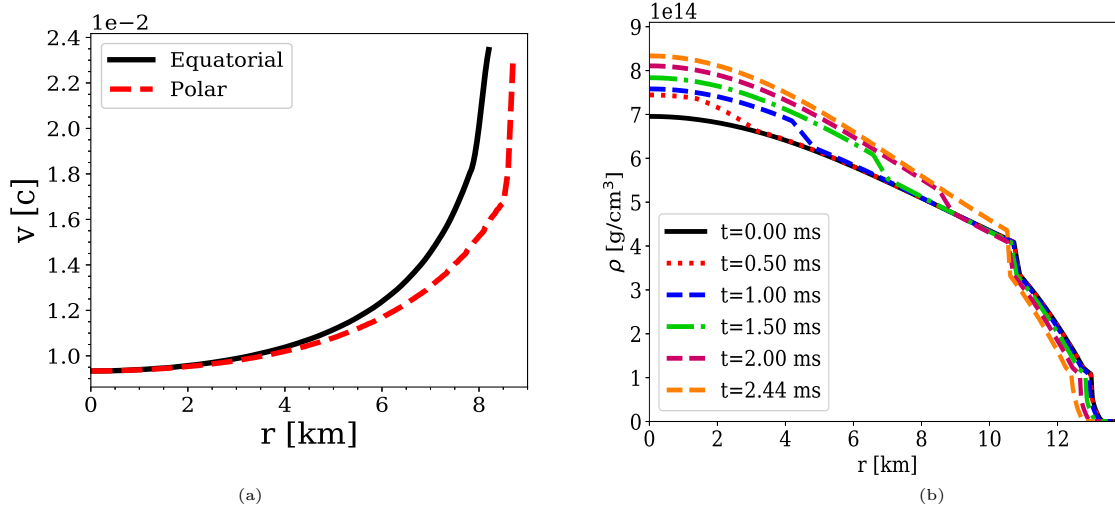 1e−2
2.4
2.2
2.0
1.8
1.6
1.4
1.2
1.0
v [c]
Equatorial
Polar
0 2 4 6 8
r [km]
(a)
1e14
9
8
7
6
5
4
3
2
1
0
ρ [g/cm³]
t=0.00 ms
t=0.50 ms
t=1.00 ms
t=1.50 ms
t=2.00 ms
t=2.44 ms
0 2 4 6 8 10 12
r [km]
(b)